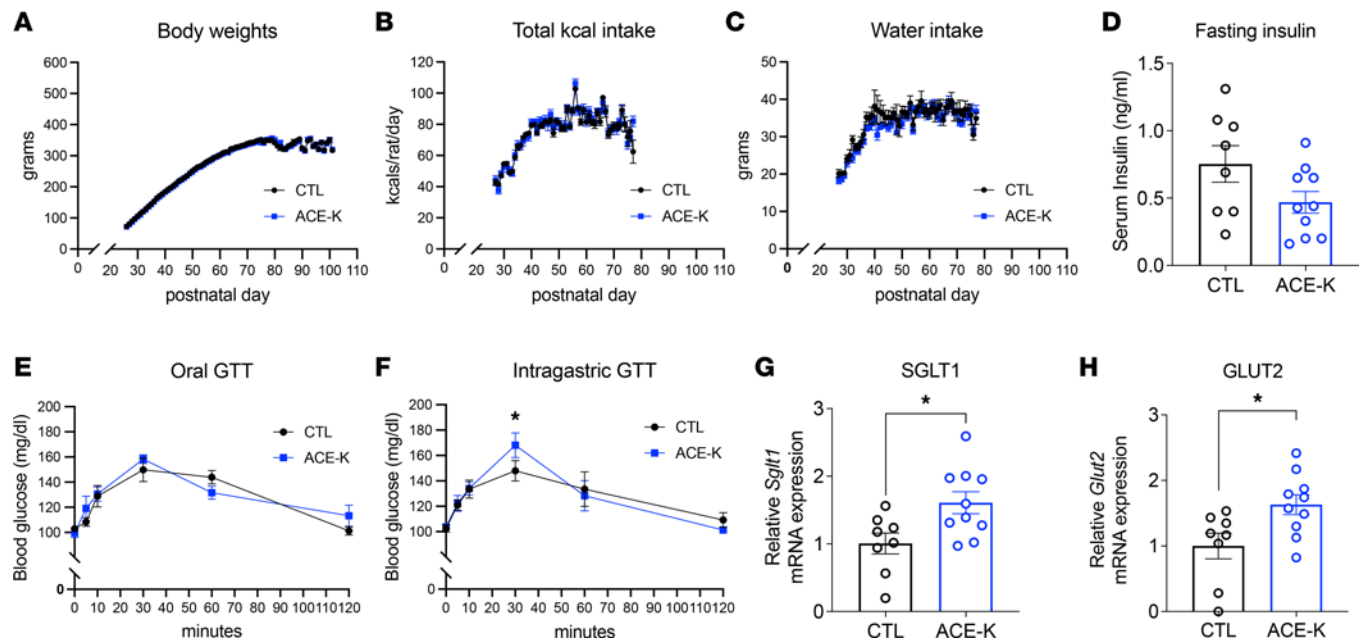 A
Body weights
grams
600
500
400
300
200
100
0
0
20 30 40 50 60 70 80 90 100 110
postnatal day
CTL
ACE-K
B
Total kcal intake
kcals/rat/day
120
100
80
60
40
20
0
20 30 40 50 60 70 80 90 100 110
postnatal day
CTL
ACE-K
C
Water intake
grams
50
40
30
20
10
0
0
20 30 40 50 60 70 80 90 100 110
postnatal day
CTL
ACE-K
D
Fasting insulin
Serum Insulin (ng/ml)
1.5
1.0
0.5
0.0
CTL ACE-K
E
Oral GTT
Blood glucose (mg/dl)
200
180
160
140
120
100
0
0 10 20 30 40 50 60 70 80 90 100 110 120
minutes
CTL
ACE-K
F
Intragastric GTT
Blood glucose (mg/dl)
200
180
160
140
120
100
0
*
0 10 20 30 40 50 60 70 80 90 100 110 120
minutes
CTL
ACE-K
G
SGLT1
Relative Sglt1
mRNA expression
3
2
1
0
*
CTL ACE-K
H
GLUT2
Relative Glut2
mRNA expression
3
2
1
0
*
CTL ACE-K